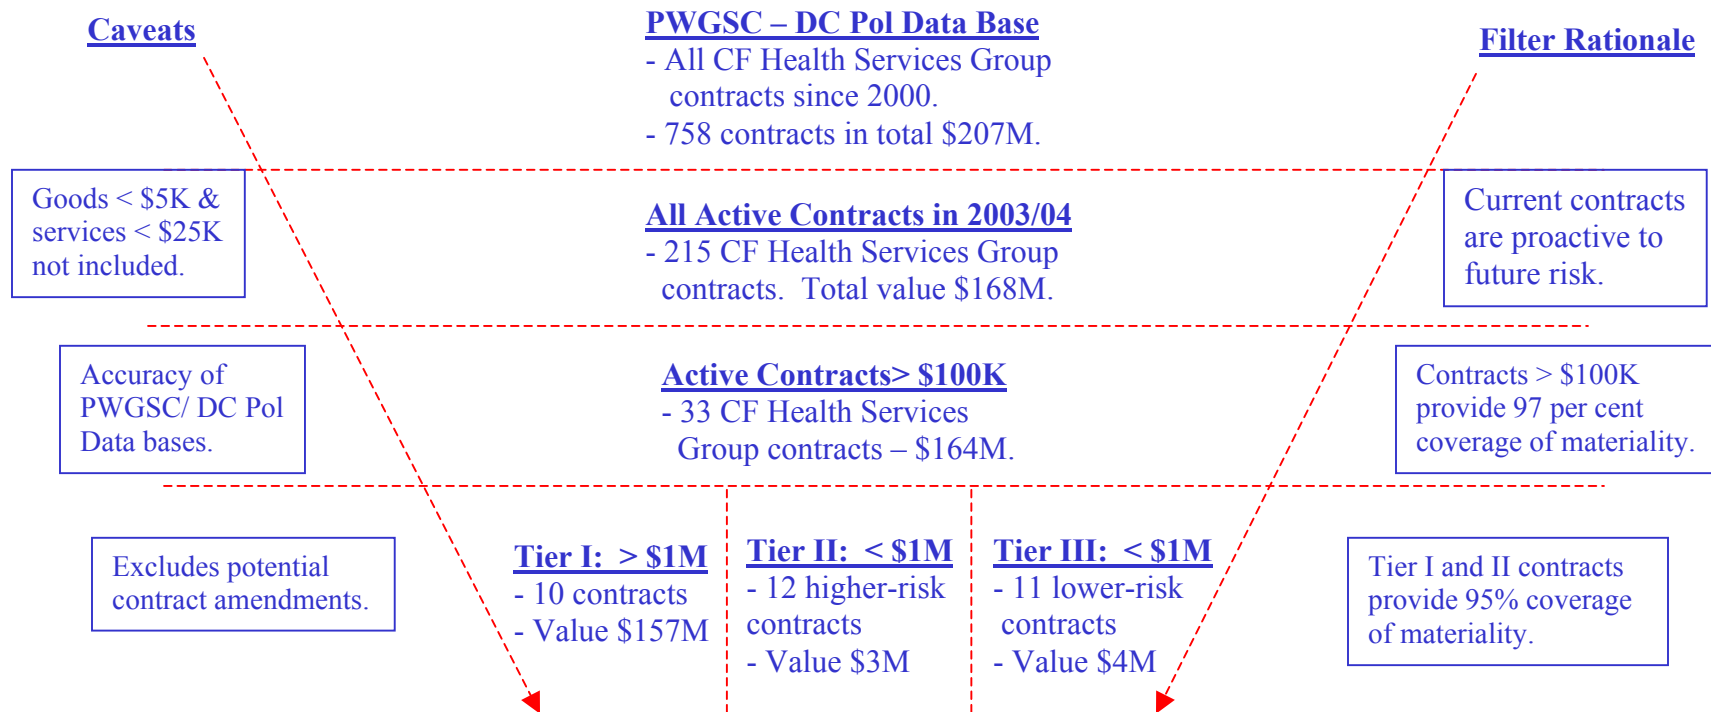 Caveats
PWGSC – DC Pol Data Base
- All CF Health Services Group
contracts since 2000.
- 758 contracts in total $207M.
Filter Rationale
Goods < $5K &
services < $25K
not included.
All Active Contracts in 2003/04
- 215 CF Health Services Group
contracts.  Total value $168M.
Current contracts
are proactive to
future risk.
Accuracy of
PWGSC/ DC Pol
Data bases.
Active Contracts> $100K
- 33 CF Health Services
Group contracts – $164M.
Contracts > $100K
provide 97 per cent
coverage of materiality.
Excludes potential
contract amendments.
Tier I:  > $1M
- 10 contracts
- Value $157M
Tier II:  < $1M
- 12 higher-risk
contracts
- Value $3M
Tier III:  < $1M
- 11 lower-risk
contracts
- Value $4M
Tier I and II contracts
provide 95% coverage
of materiality.